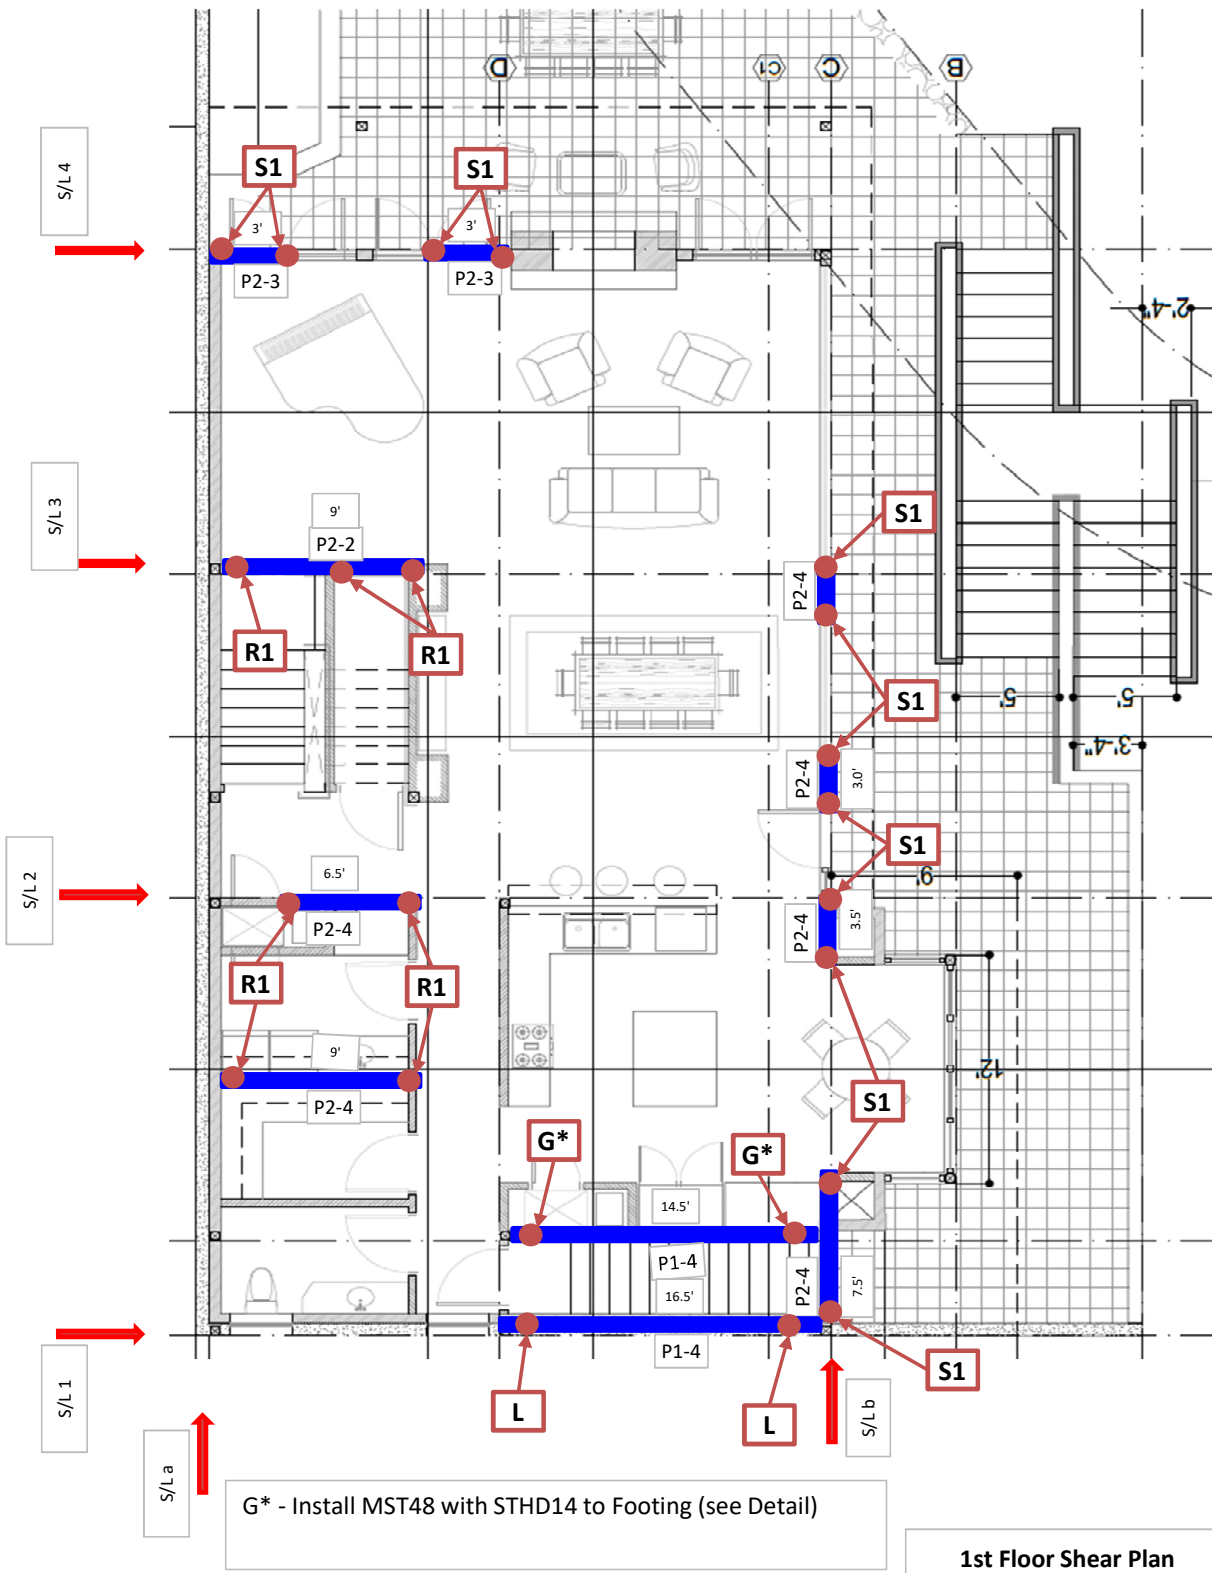 D
C1
C
B
S/L 4
S1
S1
3'
3'
P2-3
P2-3
2'-4"
S/L 3
9'
P2-2
S1
P2-4
R1
R1
S1
5'
5'
3'-4"
P2-4
3.0'
S1
9'
S/L 2
6.5'
P2-4
P2-4
3.5'
R1
R1
9'
P2-4
12'
S1
G*
G*
14.5'
P1-4
16.5'
P2-4
7.5'
P1-4
S1
L
L
S/L 1
S/L a
S/L b
G* - Install MST48 with STHD14 to Footing (see Detail)
1st Floor Shear Plan